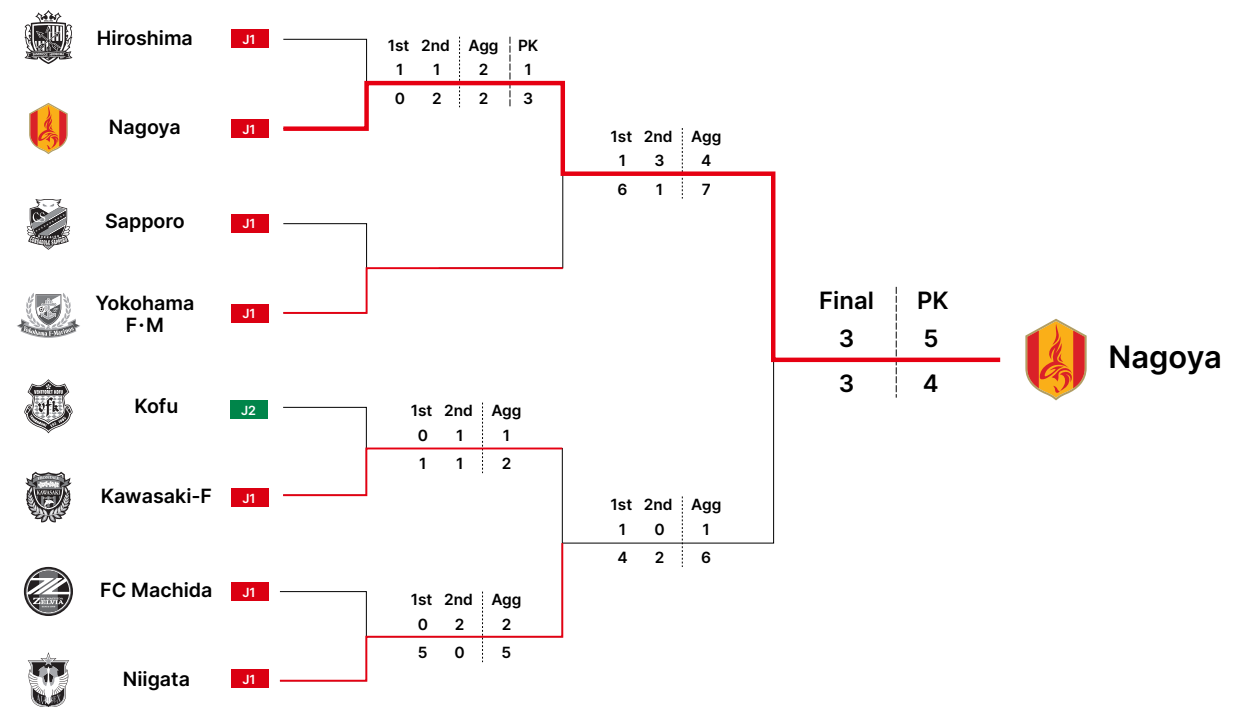 Hiroshima J1
Nagoya J1
Sapporo J1
Yokohama
F・M J1
Kofu J2
Kawasaki-F J1
FC Machida J1
Niigata J1
1st 2nd Agg PK
1 1 2 1
0 2 2 3
1st 2nd Agg
0 1 1
1 1 2
1st 2nd Agg
0 2 2
5 0 5
1st 2nd Agg
1 3 4
6 1 7
1st 2nd Agg
1 0 1
4 2 6
Final PK
3 5
3 4
Nagoya